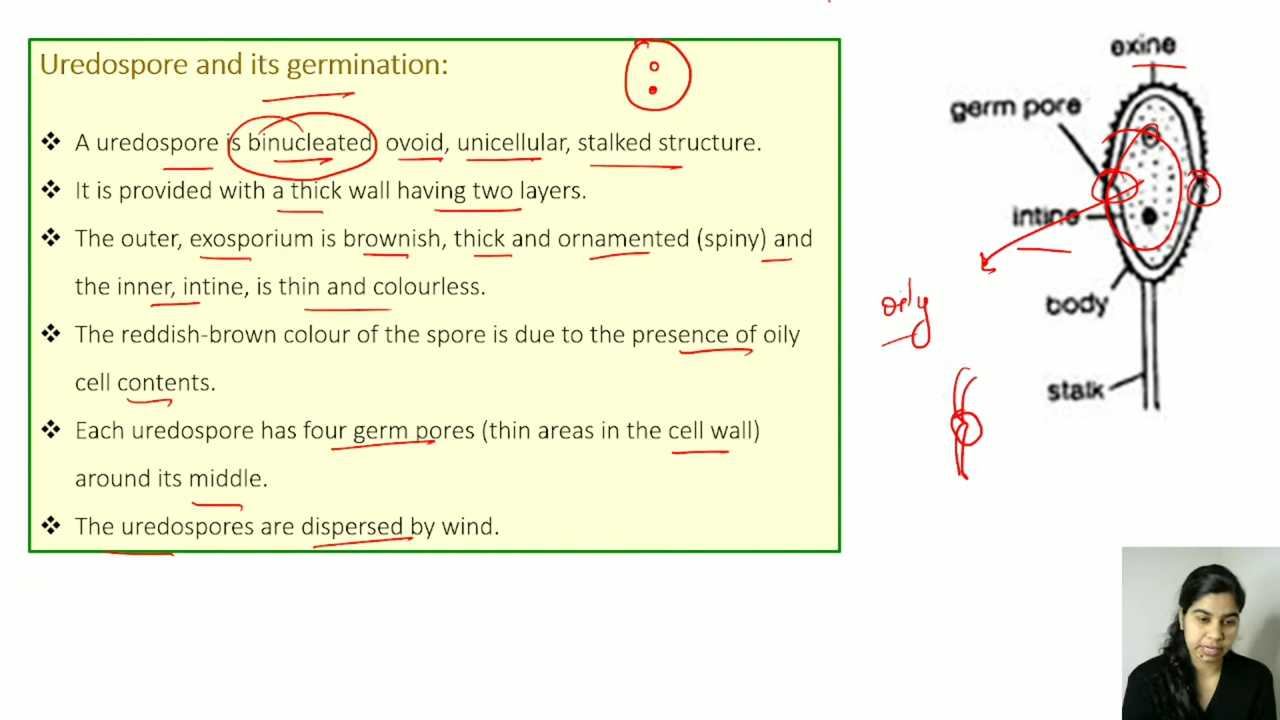 Uredospore and its germination:
❖ A uredospore is binucleated, ovoid, unicellular, stalked structure.
❖ It is provided with a thick wall having two layers.
❖ The outer, exosporium is brownish, thick and ornamented (spiny) and
the inner, intine, is thin and colourless.
❖ The reddish-brown colour of the spore is due to the presence of oily
cell contents.
❖ Each uredospore has four germ pores (thin areas in the cell wall)
around its middle.
❖ The uredospores are dispersed by wind.
exine
germ pore
intine
body
stalk
oily